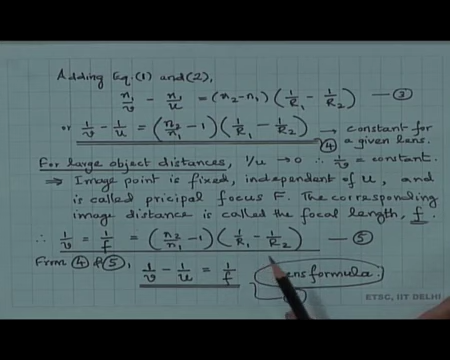 Adding Eq.(1) and (2),
n₁/v - n₁/u = (n₂-n₁) (1/R₁ - 1/R₂) — ③
or 1/v - 1/u = (n₂/n₁ - 1) (1/R₁ - 1/R₂) → constant for
④ a given lens.
For large object distances, 1/u → 0 ∴ 1/v = constant.
⇒ Image point is fixed, independent of u, and
is called pricipal focus F. The corresponding
image distance is called the focal length, f.
∴ 1/v = 1/f = (n₂/n₁ - 1) (1/R₁ - 1/R₂) — ⑤
From ④ & ⑤, 1/v - 1/u = 1/f formula.
ETSC, IIT DELHI